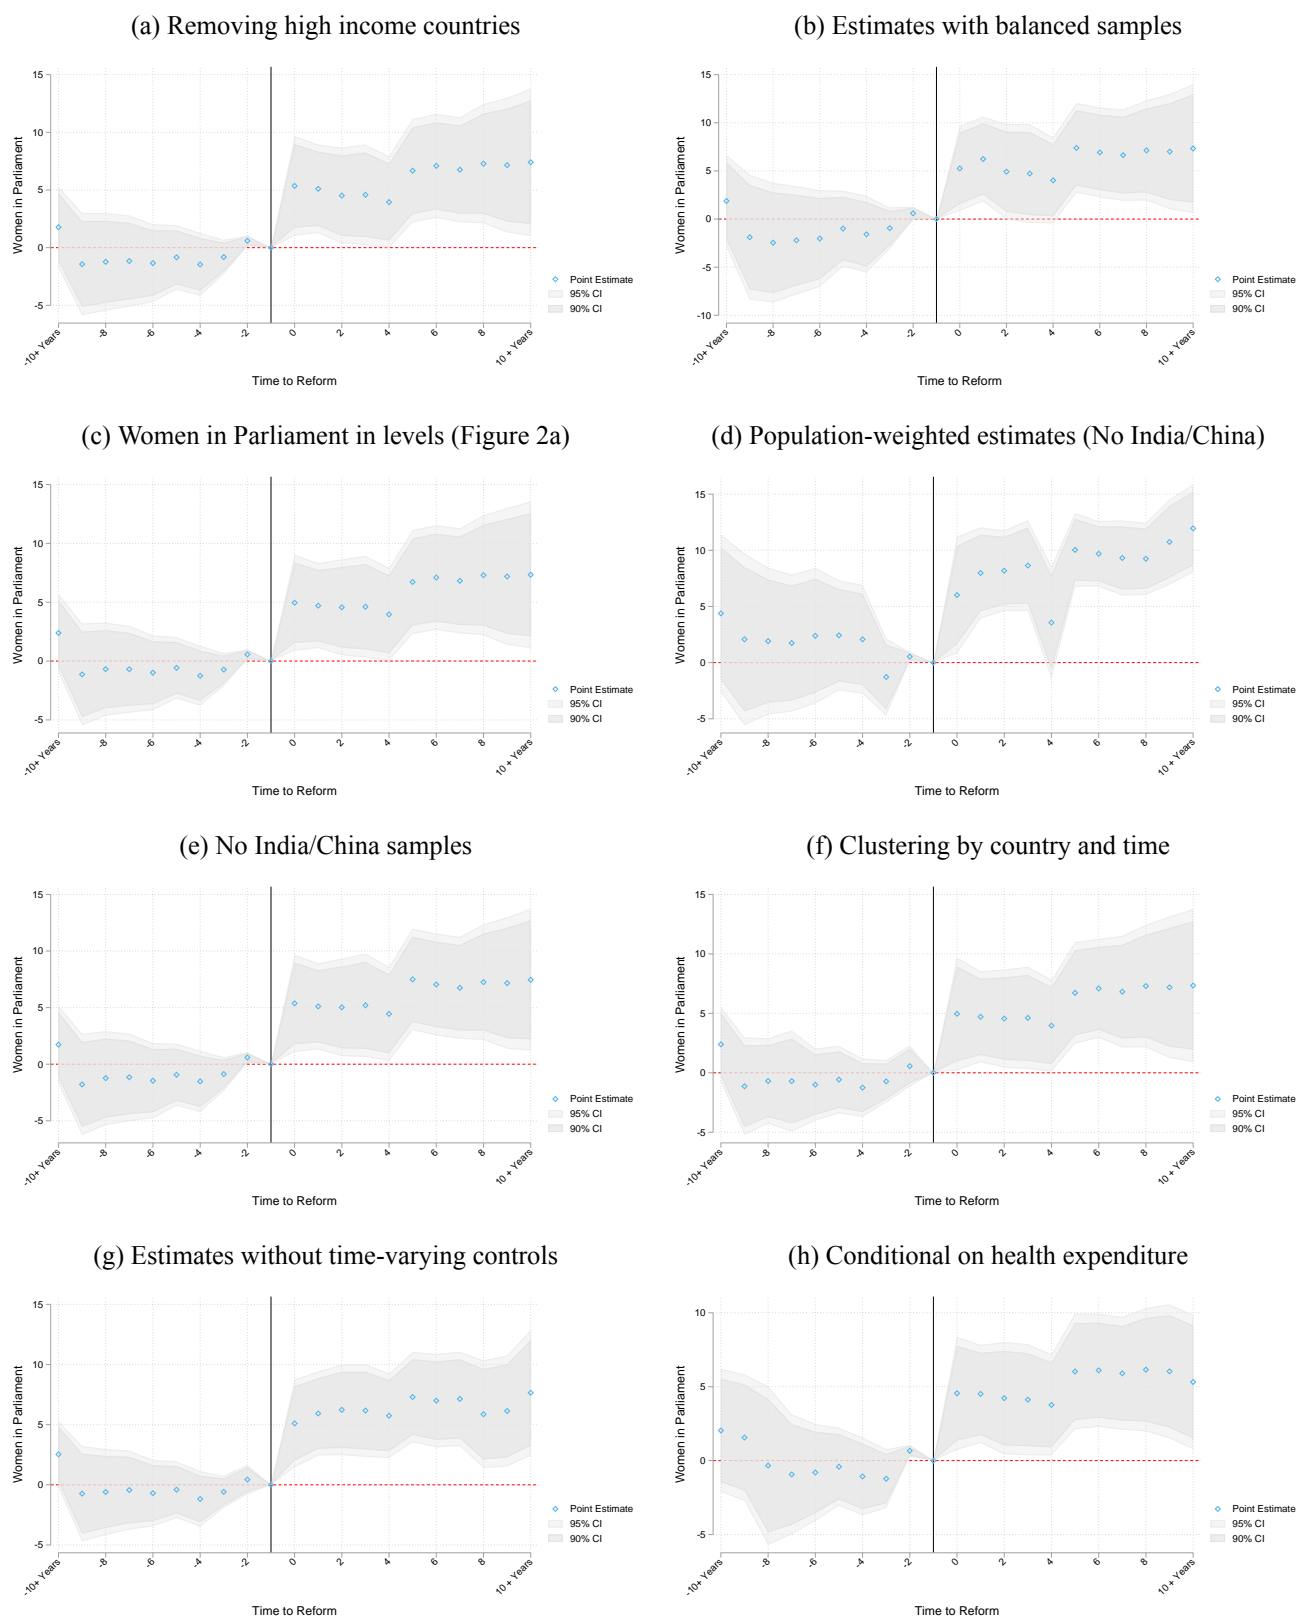 (a) Removing high income countries
15
10
5
0
-5
Women in Parliament
-10+ Years
-8
-6
-4
-2
0
2
4
6
8
10 + Years
Time to Reform
Point Estimate
95% CI
90% CI
(b) Estimates with balanced samples
15
10
5
0
-5
-10
Women in Parliament
-10+ Years
-8
-6
-4
-2
0
2
4
6
8
10 + Years
Time to Reform
Point Estimate
95% CI
90% CI
(c) Women in Parliament in levels (Figure 2a)
15
10
5
0
-5
Women in Parliament
-10+ Years
-8
-6
-4
-2
0
2
4
6
8
10 + Years
Time to Reform
Point Estimate
95% CI
90% CI
(d) Population-weighted estimates (No India/China)
15
10
5
0
-5
Women in Parliament
-10+ Years
-8
-6
-4
-2
0
2
4
6
8
10 + Years
Time to Reform
Point Estimate
95% CI
90% CI
(e) No India/China samples
15
10
5
0
-5
Women in Parliament
-10+ Years
-8
-6
-4
-2
0
2
4
6
8
10 + Years
Time to Reform
Point Estimate
95% CI
90% CI
(f) Clustering by country and time
15
10
5
0
-5
Women in Parliament
-10+ Years
-8
-6
-4
-2
0
2
4
6
8
10 + Years
Time to Reform
Point Estimate
95% CI
90% CI
(g) Estimates without time-varying controls
15
10
5
0
-5
Women in Parliament
-10+ Years
-8
-6
-4
-2
0
2
4
6
8
10 + Years
Time to Reform
Point Estimate
95% CI
90% CI
(h) Conditional on health expenditure
10
5
0
-5
Women in Parliament
-10+ Years
-8
-6
-4
-2
0
2
4
6
8
10 + Years
Time to Reform
Point Estimate
95% CI
90% CI